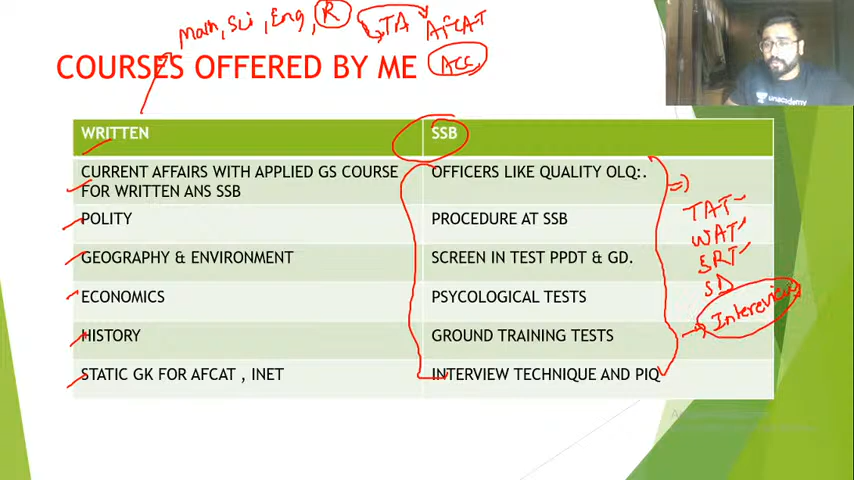 Math, Sci, Eng, R TA AFCAT
COURSES OFFERED BY ME ACC
unacademy
WRITTEN SSB
CURRENT AFFAIRS WITH APPLIED GS COURSE
FOR WRITTEN ANS SSB
OFFICERS LIKE QUALITY OLQ:.
POLITY PROCEDURE AT SSB
GEOGRAPHY & ENVIRONMENT SCREEN IN TEST PPDT & GD.
ECONOMICS PSYCOLOGICAL TESTS
HISTORY GROUND TRAINING TESTS
STATIC GK FOR AFCAT , INET INTERVIEW TECHNIQUE AND PIQ
TAT
WAT
SRT
SD
Intereview